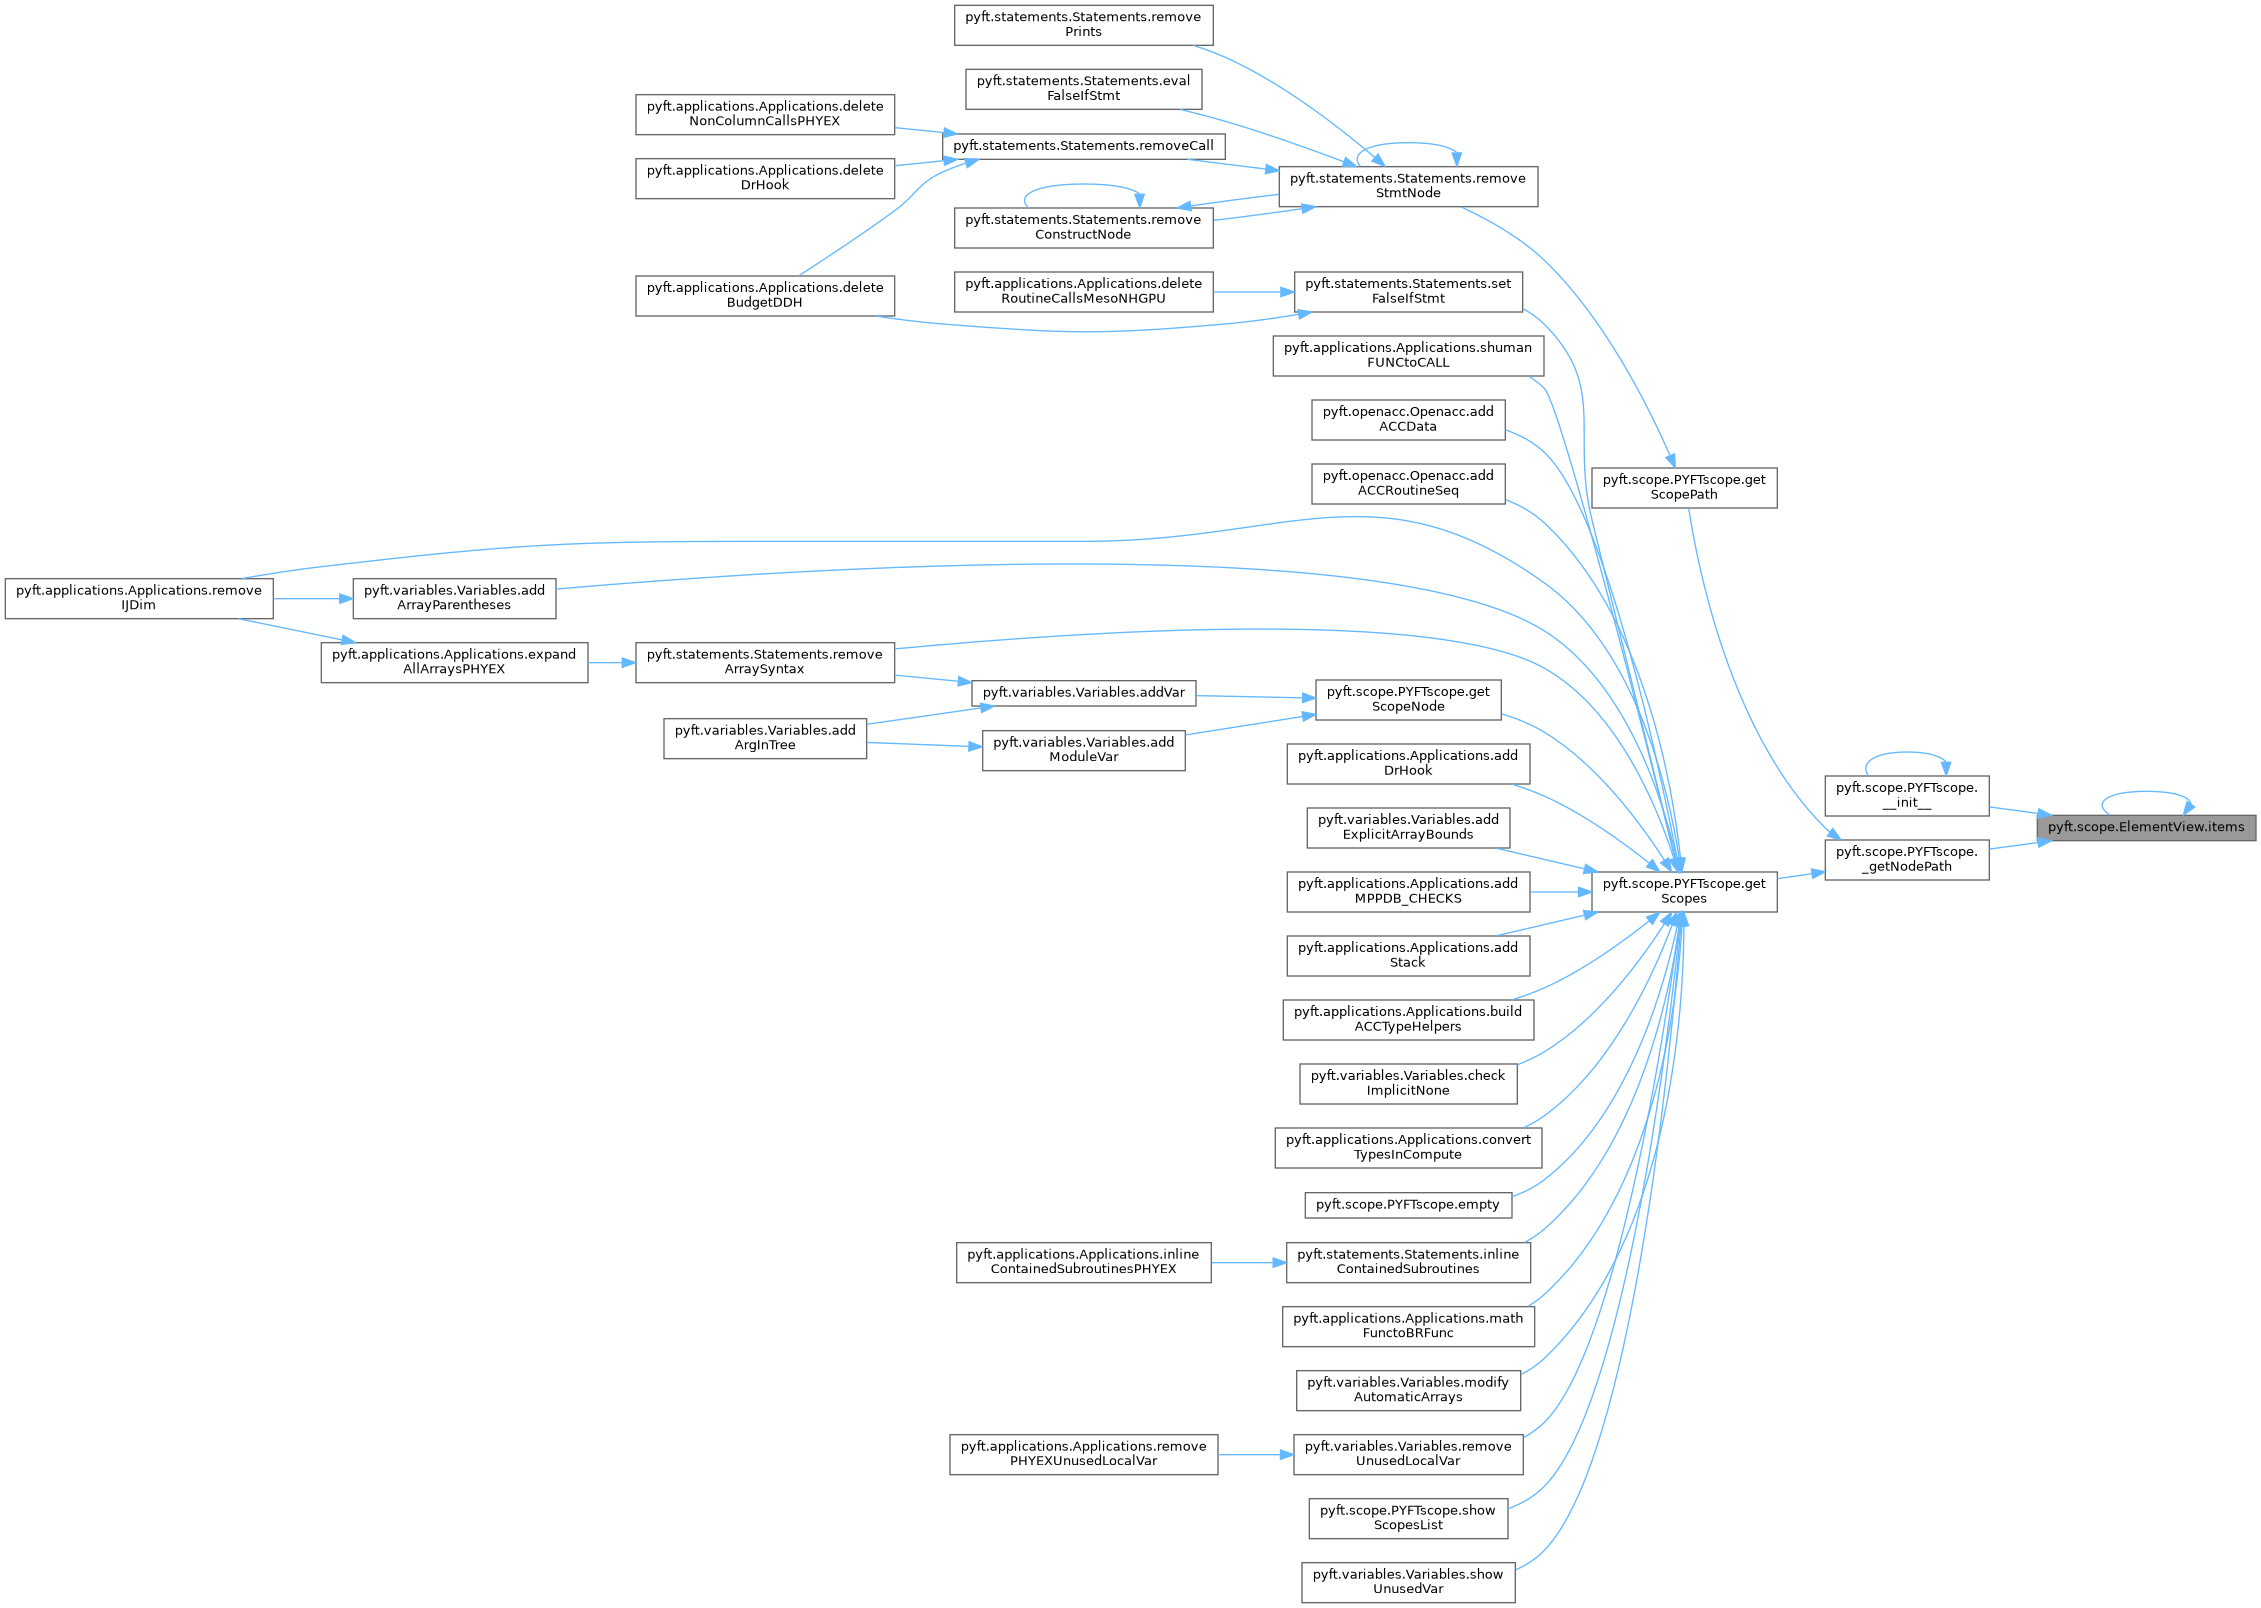 pyft.statements.Statements.remove
Prints
pyft.statements.Statements.eval
FalseIfStmt
pyft.applications.Applications.delete
NonColumnCallsPHYEX
pyft.statements.Statements.removeCall
pyft.applications.Applications.delete
DrHook
pyft.statements.Statements.remove
StmtNode
pyft.statements.Statements.remove
ConstructNode
pyft.applications.Applications.delete
BudgetDDH
pyft.applications.Applications.delete
RoutineCallsMesoNHGPU
pyft.statements.Statements.set
FalseIfStmt
pyft.applications.Applications.shuman
FUNCtoCALL
pyft.openacc.Openacc.add
ACCData
pyft.openacc.Openacc.add
ACCRoutineSeq
pyft.scope.PYFTscope.get
ScopePath
pyft.applications.Applications.remove
IJDim
pyft.variables.Variables.add
ArrayParentheses
pyft.applications.Applications.expand
AllArraysPHYEX
pyft.statements.Statements.remove
ArraySyntax
pyft.variables.Variables.addVar
pyft.scope.PYFTscope.get
ScopeNode
pyft.variables.Variables.add
ArgInTree
pyft.variables.Variables.add
ModuleVar
pyft.applications.Applications.add
DrHook
pyft.scope.PYFTscope.
__init__
pyft.variables.Variables.add
ExplicitArrayBounds
pyft.scope.ElementView.items
pyft.scope.PYFTscope.
_getNodePath
pyft.applications.Applications.add
MPPDB_CHECKS
pyft.scope.PYFTscope.get
Scopes
pyft.applications.Applications.add
Stack
pyft.applications.Applications.build
ACCTypeHelpers
pyft.variables.Variables.check
ImplicitNone
pyft.applications.Applications.convert
TypesInCompute
pyft.scope.PYFTscope.empty
pyft.applications.Applications.inline
ContainedSubroutinesPHYEX
pyft.statements.Statements.inline
ContainedSubroutines
pyft.applications.Applications.math
FunctoBRFunc
pyft.variables.Variables.modify
AutomaticArrays
pyft.applications.Applications.remove
PHYEXUnusedLocalVar
pyft.variables.Variables.remove
UnusedLocalVar
pyft.scope.PYFTscope.show
ScopesList
pyft.variables.Variables.show
UnusedVar